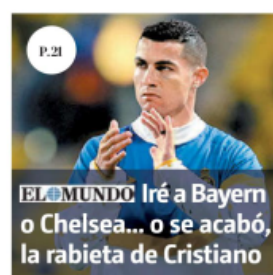 P.21
EL MUNDO Iré a Bayern
o Chelsea... o se acabó,
la rabieta de Cristiano